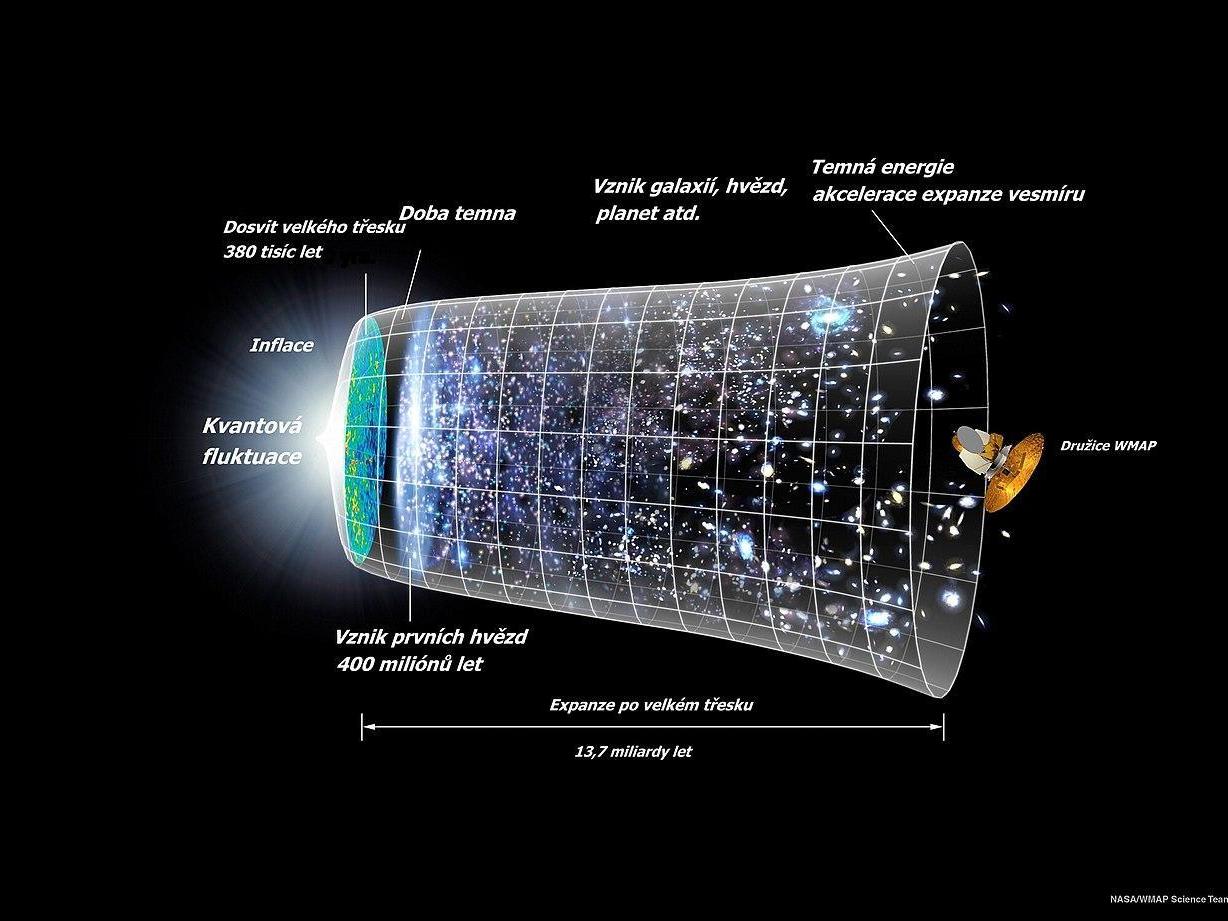 Temná energie
akcelerace expanze vesmíru
Vznik galaxií, hvězd,
planet atd.
Doba temna
Dosvit velkého třesku
380 tisíc let
Inflace
Kvantová
fluktuace
Družice WMAP
Vznik prvních hvězd
400 miliónů let
Expanze po velkém třesku
13,7 miliardy let
NASA/WMAP Science